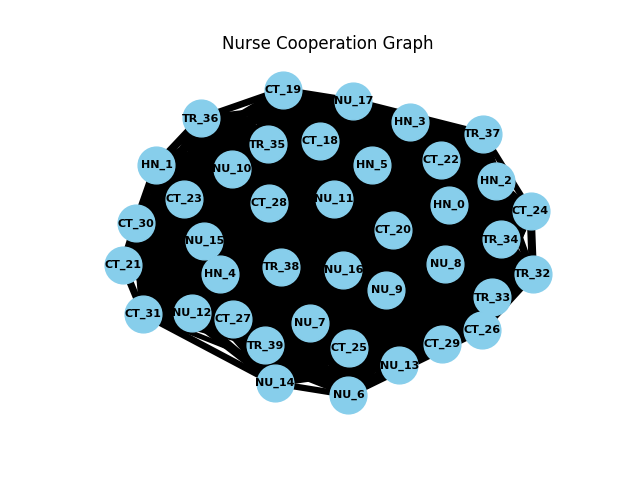 Nurse Cooperation Graph
CT_19
NU_17
TR_36
HN_3
TR_37
CT_18
TR_35
CT_22
HN_1
HN_5
NU_10
HN_2
CT_23
NU_11
CT_28
HN_0
CT_24
CT_30
CT_20
TR_34
NU_15
CT_21
NU_8
TR_38
NU_16
HN_4
TR_32
NU_9
TR_33
NU_12
CT_31
CT_27
NU_7
CT_26
CT_29
TR_39
CT_25
NU_13
NU_14
NU_6